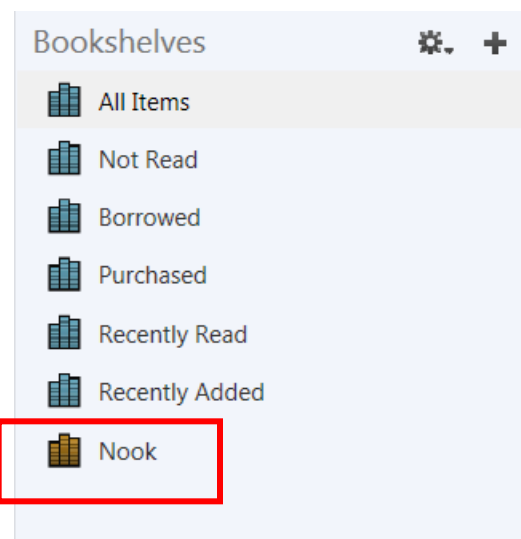 Bookshelves
All Items
Not Read
Borrowed
Purchased
Recently Read
Recently Added
Nook